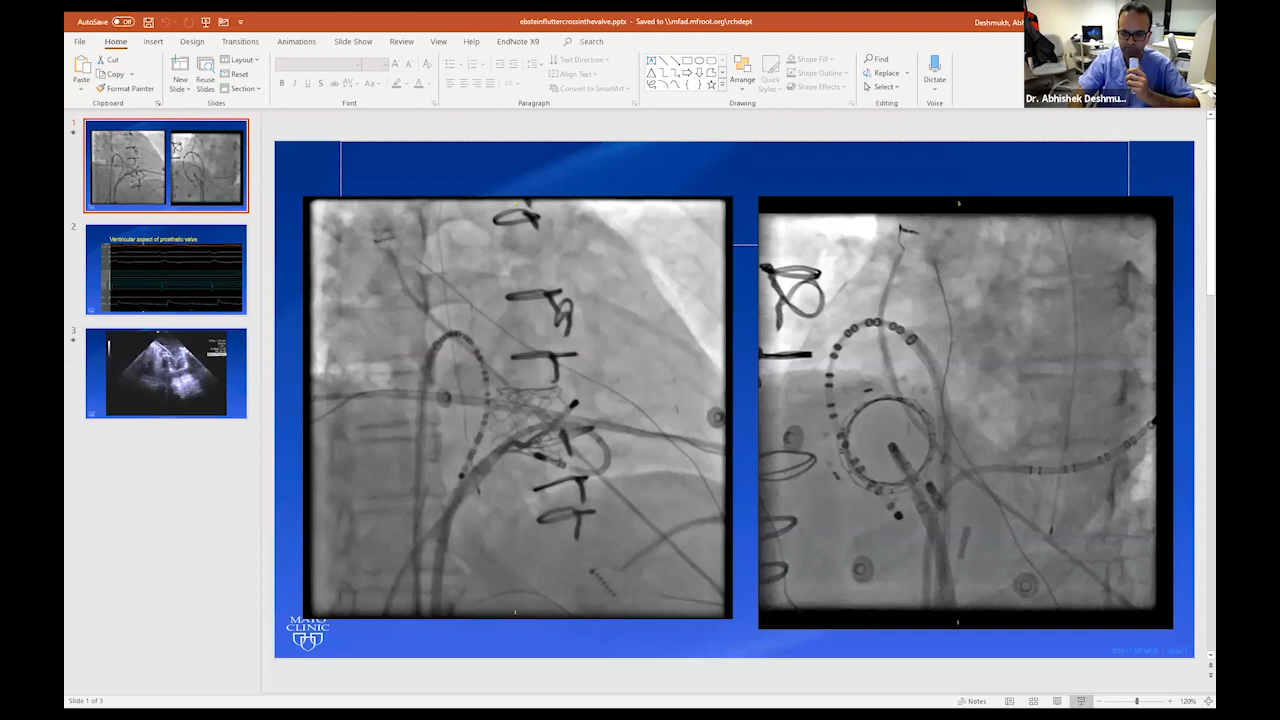 AutoSave Off
ebsteinfluttercrossinthevalve.pptx - Saved to \\mfad.mfroot.org\rchdept
Deshmukh, Abh
File Home Insert Design Transitions Animations Slide Show Review View Help EndNote X9 Search
Cut
Copy
Format Painter
Paste
Clipboard
New Slides
Reuse Slides
Layout
Reset
Section
Slides
B I U S
Font
Text Direction
Align Text
Convert to SmartArt
Paragraph
Arrange
Quick Styles
Shape Fill
Shape Outline
Shape Effects
Drawing
Find
Replace
Select
Editing
Dictate
Voice
Dr. Abhishek Deshmu...
1
2
Ventricular aspect of prosthetic valve
3
MAYO
CLINIC
Slide 1 of 3
Notes
120%